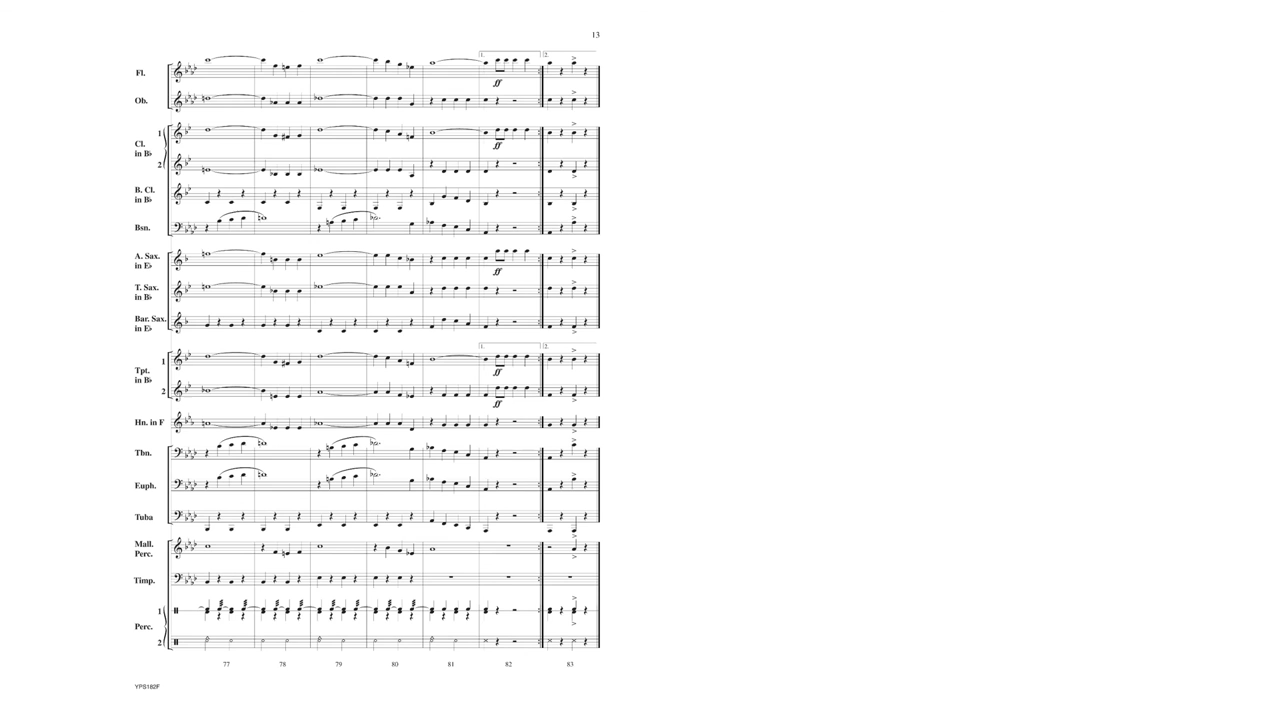 13
1. 2.
Fl.
ff
Ob.
1
Cl.
in B♭
ff
2
B. Cl.
in B♭
Bsn.
A. Sax.
in E♭
ff
T. Sax.
in B♭
Bar. Sax.
in E♭
1. 2.
1
Tpt.
in B♭
ff
2
ff
Hn. in F
Tbn.
Euph.
Tuba
Mall.
Perc.
Timp.
1
Perc.
2
77 78 79 80 81 82 83
YPS182F